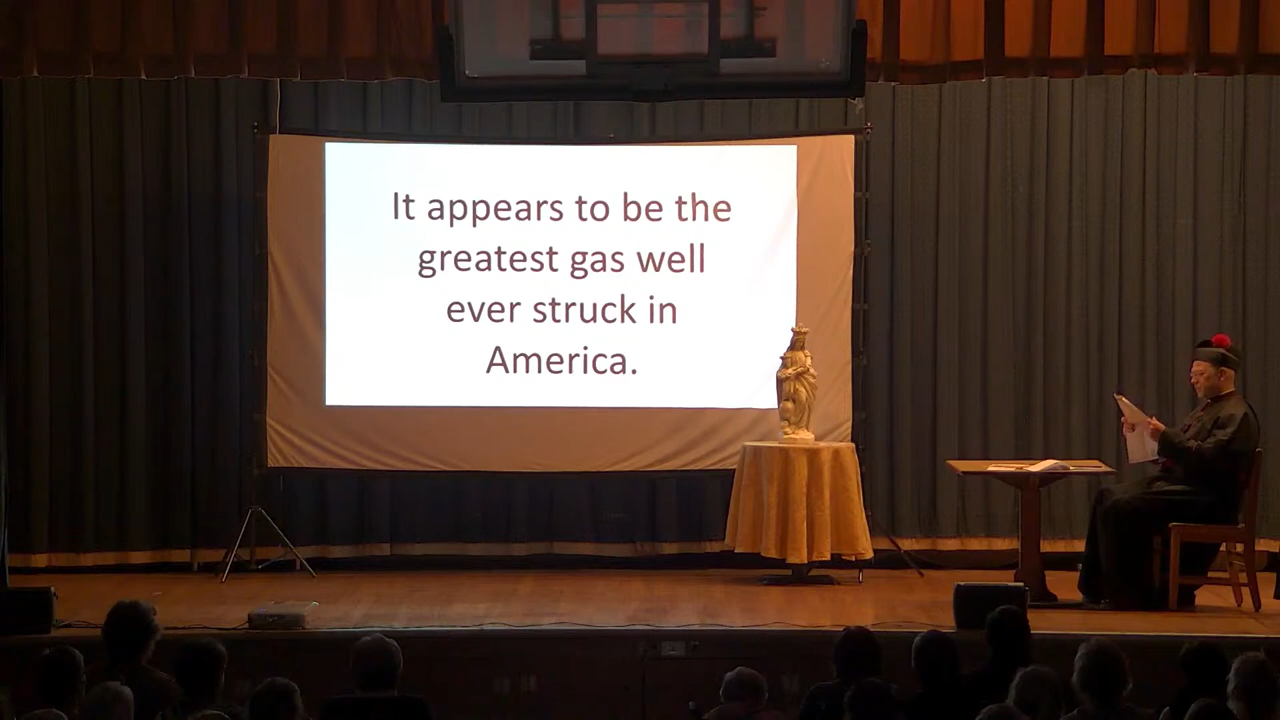 It appears to be the
greatest gas well
ever struck in
America.